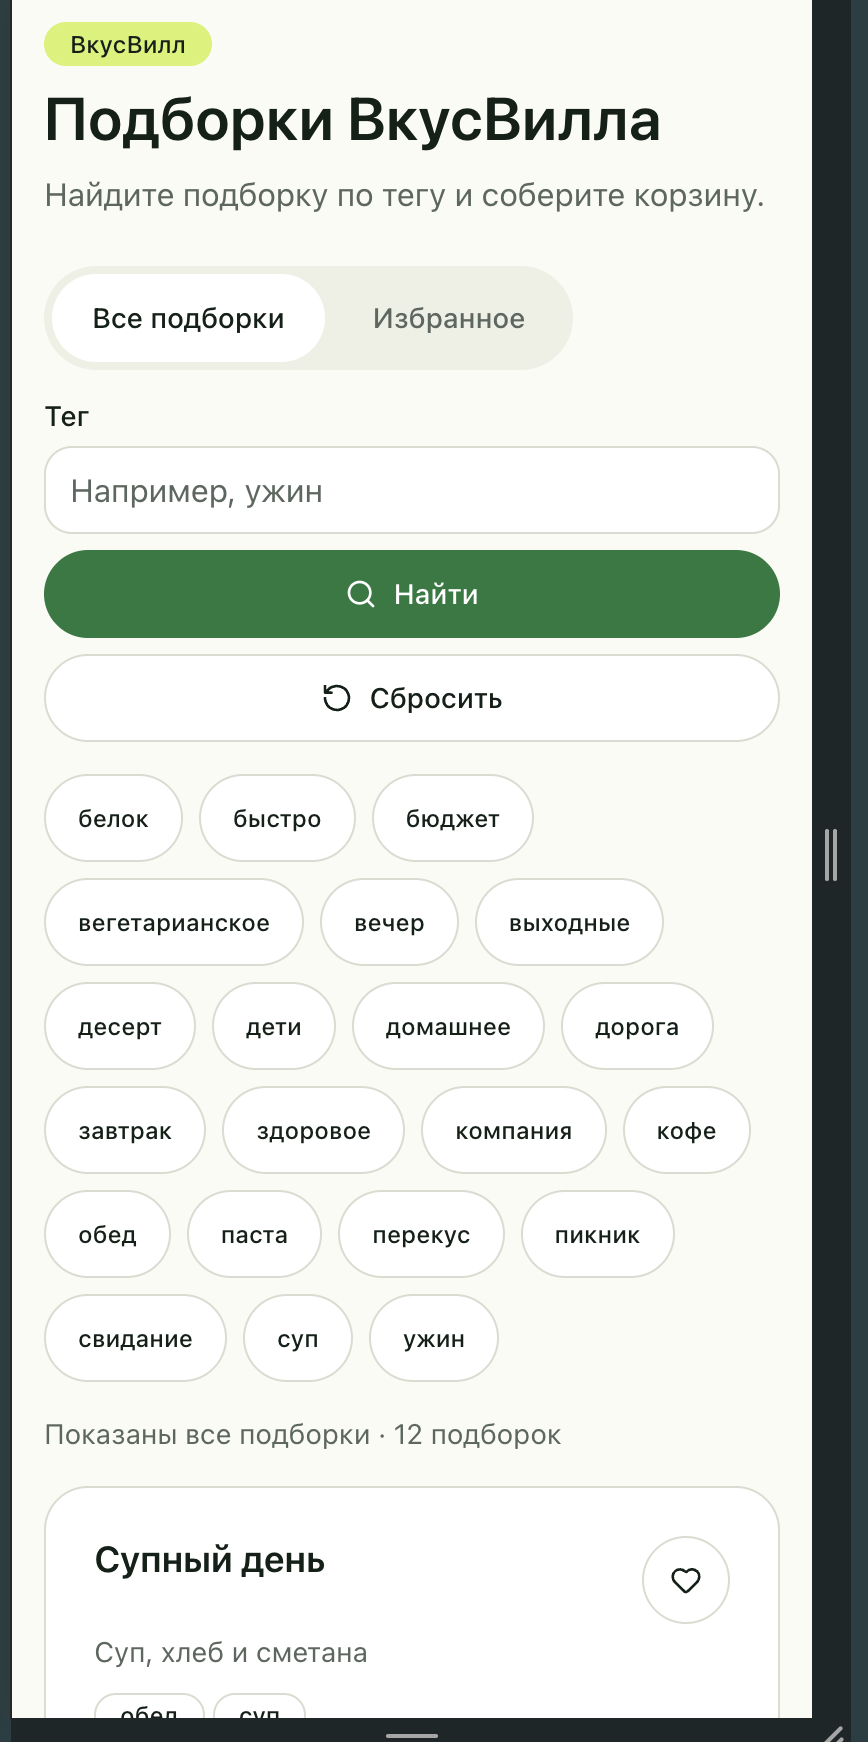 ВкусВилл
Подборки ВкусВилла
Найдите подборку по тегу и соберите корзину.
Все подборки Избранное
Тег
Например, ужин
Найти
Сбросить
белок быстро бюджет
вегетарианское вечер выходные
десерт дети домашнее дорога
завтрак здоровое компания кофе
обед паста перекус пикник
свидание суп ужин
Показаны все подборки · 12 подборок
Супный день
Суп, хлеб и сметана
обед суп